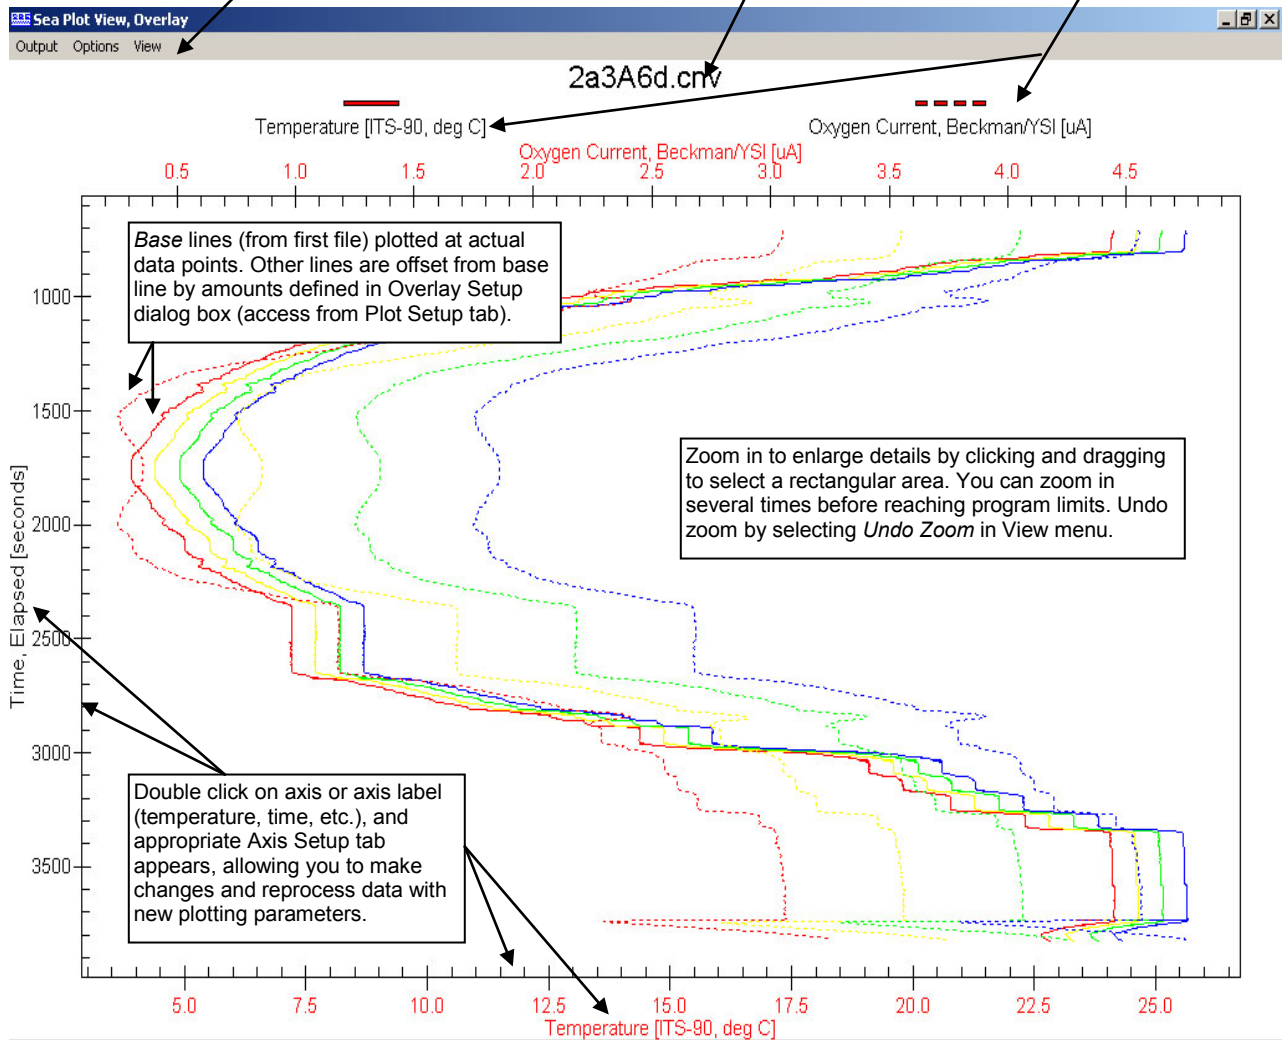 Sea Plot View, Overlay
Output Options View
2a3A6d.cnv
Temperature [ITS-90, deg C]
Oxygen Current, Beckman/YSI [uA]
Oxygen Current, Beckman/YSI [uA]
0.5 1.0 1.5 2.0 2.5 3.0 3.5 4.0 4.5
Base lines (from first file) plotted at actual
data points. Other lines are offset from base
line by amounts defined in Overlay Setup
dialog box (access from Plot Setup tab).
Zoom in to enlarge details by clicking and dragging
to select a rectangular area. You can zoom in
several times before reaching program limits. Undo
zoom by selecting Undo Zoom in View menu.
Time, Elapsed [seconds]
1000
1500
2000
2500
3000
3500
Double click on axis or axis label
(temperature, time, etc.), and
appropriate Axis Setup tab
appears, allowing you to make
changes and reprocess data with
new plotting parameters.
5.0 7.5 10.0 12.5 15.0 17.5 20.0 22.5 25.0
Temperature [ITS-90, deg C]